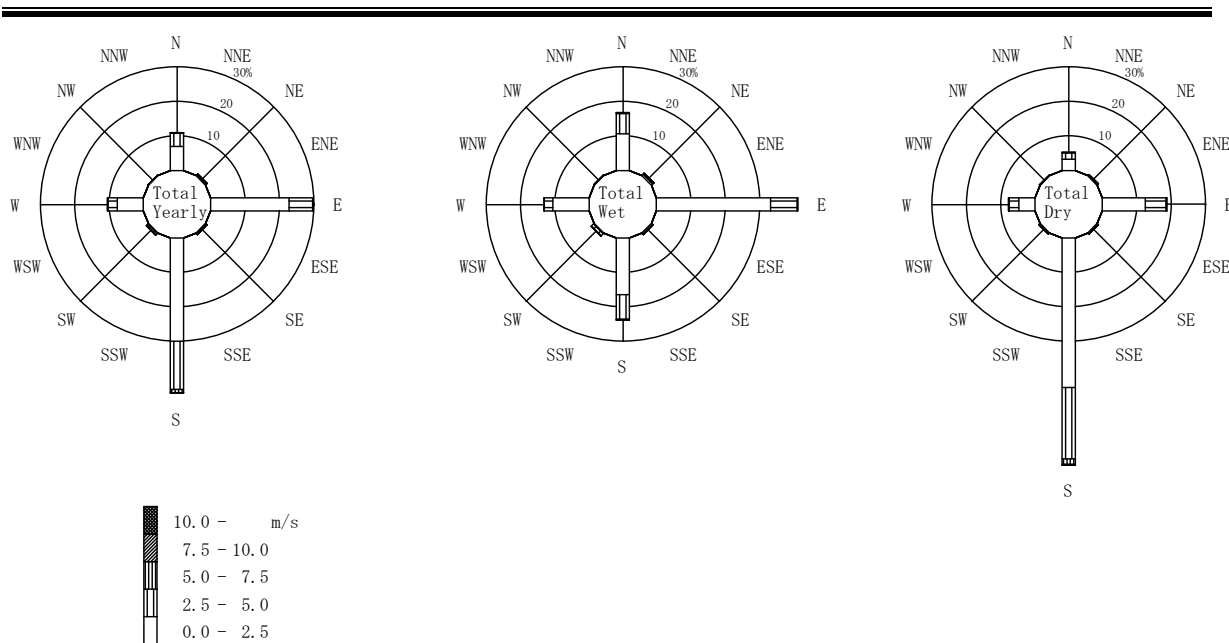 N
NNW NNE
30%
NW NE
20
WNW 10 ENE
Total
W Yearly E
WSW ESE
SW SE
SSW SSE
S
N
NNW NNE
30%
NW NE
20
WNW 10 ENE
Total
W Wet E
WSW ESE
SW SE
SSW SSE
S
N
NNW NNE
30%
NW NE
20
WNW 10 ENE
Total
W Dry E
WSW ESE
SW SE
SSW SSE
S
10.0 - m/s
7.5 - 10.0
5.0 - 7.5
2.5 - 5.0
0.0 - 2.5